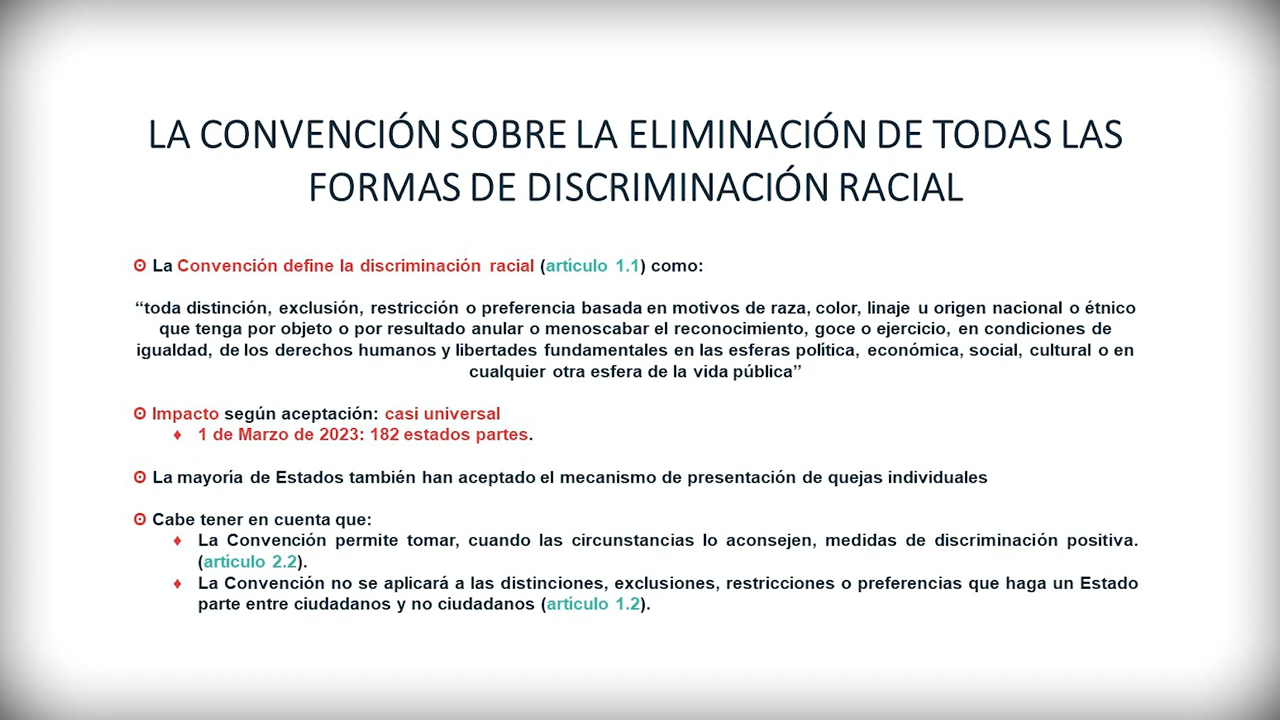 LA CONVENCIÓN SOBRE LA ELIMINACIÓN DE TODAS LAS
FORMAS DE DISCRIMINACIÓN RACIAL
La Convención define la discriminación racial (artículo 1.1) como:
“toda distinción, exclusión, restricción o preferencia basada en motivos de raza, color, linaje u origen nacional o étnico
que tenga por objeto o por resultado anular o menoscabar el reconocimiento, goce o ejercicio, en condiciones de
igualdad, de los derechos humanos y libertades fundamentales en las esferas política, económica, social, cultural o en
cualquier otra esfera de la vida pública”
Impacto según aceptación: casi universal
♦ 1 de Marzo de 2023: 182 estados partes.
La mayoría de Estados también han aceptado el mecanismo de presentación de quejas individuales
Cabe tener en cuenta que:
♦ La Convención permite tomar, cuando las circunstancias lo aconsejen, medidas de discriminación positiva.
(artículo 2.2).
♦ La Convención no se aplicará a las distinciones, exclusiones, restricciones o preferencias que haga un Estado
parte entre ciudadanos y no ciudadanos (artículo 1.2).